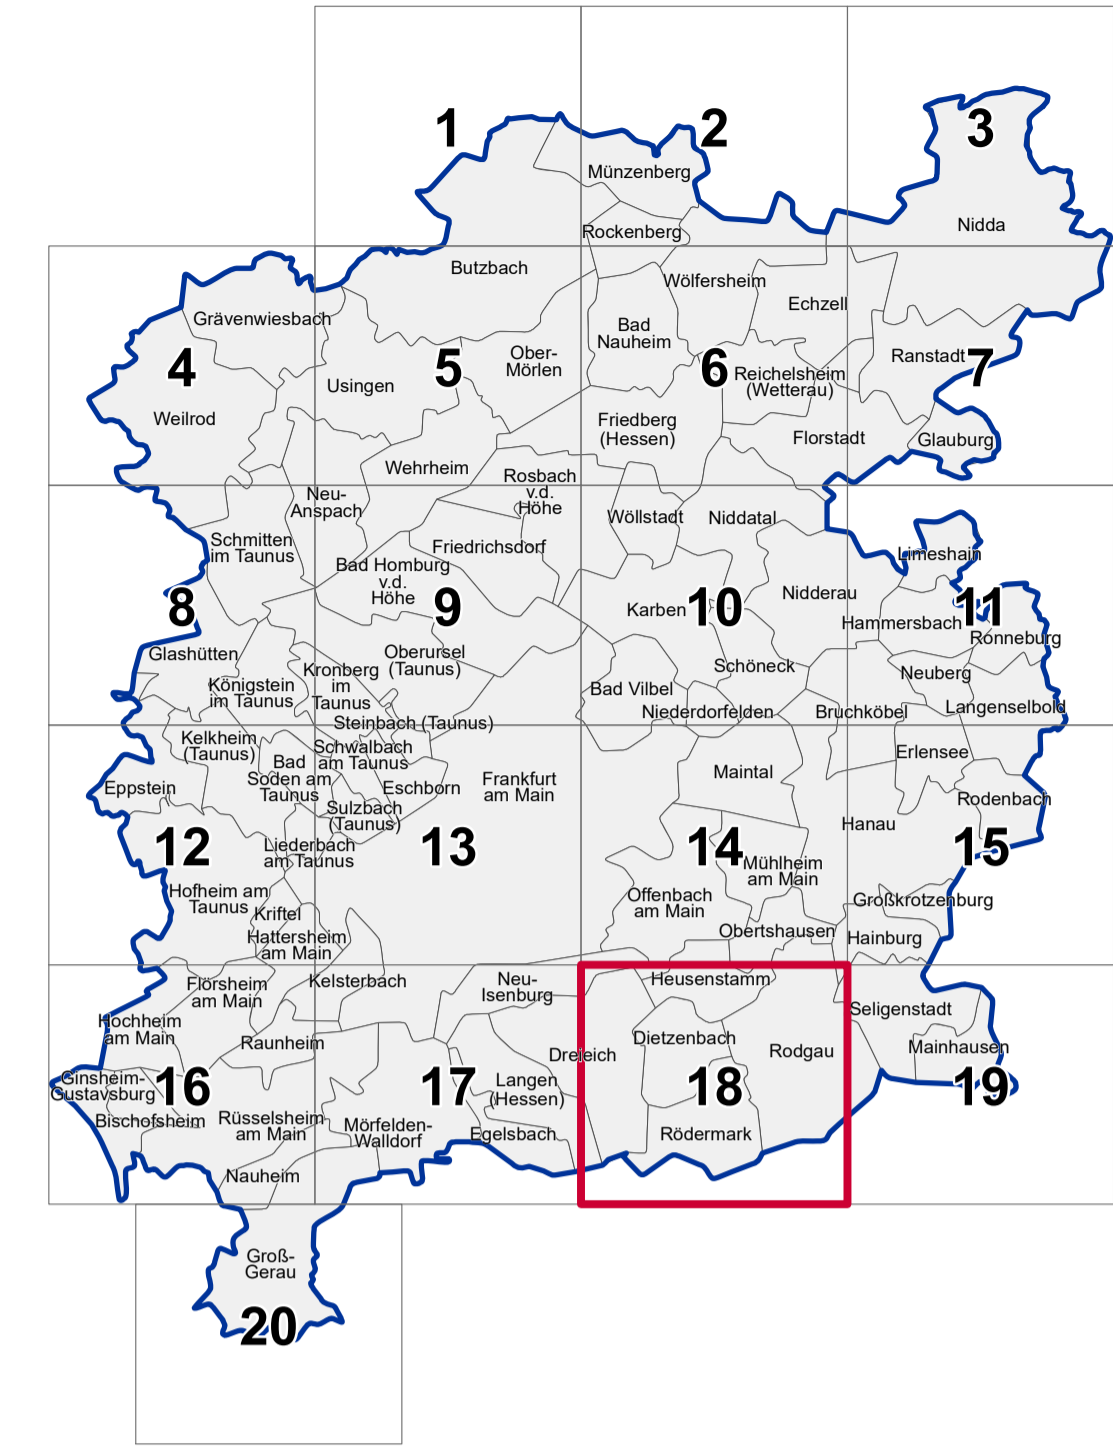 1
2
3
Münzenberg
Nidda
Rockenberg
Butzbach
Wölfersheim
Echzell
Grävenwiesbach
Bad
Nauheim
Ober-
Mörlen
Ranstadt
4
5
6
7
Usingen
Reichelsheim
(Wetterau)
Weilrod
Friedberg
(Hessen)
Florstadt
Glauburg
Wehrheim
Rosbach
v.d.
Höhe
Neu-
Anspach
Wöllstadt
Niddatal
Schmitten
im Taunus
Friedrichsdorf
Limeshain
Bad Homburg
v.d.
Höhe
Nidderau
8
9
10
11
Karben
Hammersbach
Ronneburg
Glashütten
Oberursel
(Taunus)
Schöneck
Neuberg
Kronberg
im
Taunus
Königstein
im Taunus
Bad Vilbel
Niederdorfelden
Bruchköbel
Langenselbold
Steinbach (Taunus)
Kelkheim
(Taunus)
Schwalbach
am Taunus
Erlensee
Bad
Soden am
Taunus
Maintal
Eppstein
Eschborn
Frankfurt
am Main
Rodenbach
Sulzbach
(Taunus)
Hanau
12
13
14
15
Liederbach
am Taunus
Mühlheim
am Main
Hofheim am
Taunus
Offenbach
am Main
Großkrotzenburg
Kriftel
Obertshausen
Hainburg
Hattersheim
am Main
Heusenstamm
Kelsterbach
Flörsheim
am Main
Neu-
Isenburg
Seligenstadt
Hochheim
am Main
Raunheim
Dietzenbach
Rodgau
Mainhausen
Dreieich
Ginsheim-
Gustavsburg
16
17
18
19
Langen
(Hessen)
Bischofsheim
Rüsselsheim
am Main
Mörfelden-
Walldorf
Egelsbach
Rödermark
Nauheim
Groß-
Gerau
20